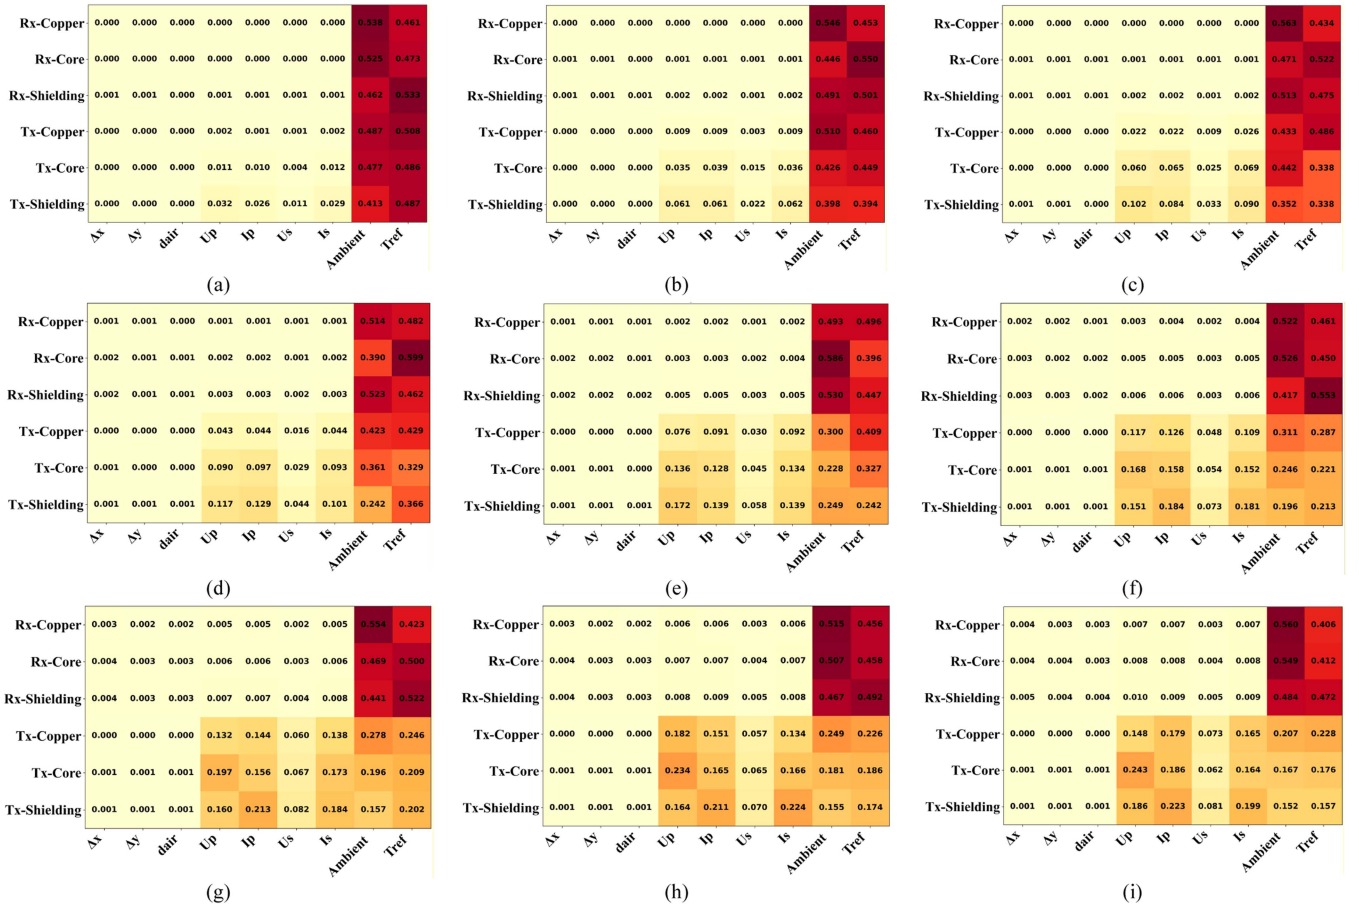 Rx-Copper 0.000 0.000 0.000 0.000 0.000 0.000 0.000 0.538 0.461
Rx-Core 0.000 0.000 0.000 0.000 0.000 0.000 0.000 0.525 0.473
Rx-Shielding 0.001 0.001 0.000 0.001 0.001 0.001 0.001 0.462 0.533
Tx-Copper 0.000 0.000 0.000 0.002 0.001 0.001 0.002 0.487 0.508
Tx-Core 0.000 0.000 0.000 0.011 0.010 0.004 0.012 0.477 0.486
Tx-Shielding 0.000 0.000 0.000 0.032 0.026 0.011 0.029 0.413 0.487
Δx Δy dair Up Ip Us Is Ambient Tref
(a)
Rx-Copper 0.000 0.000 0.000 0.000 0.000 0.000 0.000 0.546 0.453
Rx-Core 0.001 0.001 0.000 0.001 0.001 0.001 0.001 0.446 0.550
Rx-Shielding 0.001 0.001 0.000 0.002 0.002 0.001 0.002 0.491 0.501
Tx-Copper 0.000 0.000 0.000 0.009 0.009 0.003 0.009 0.510 0.460
Tx-Core 0.000 0.000 0.000 0.035 0.039 0.015 0.036 0.426 0.449
Tx-Shielding 0.000 0.000 0.000 0.061 0.061 0.022 0.062 0.398 0.394
Δx Δy dair Up Ip Us Is Ambient Tref
(b)
Rx-Copper 0.000 0.000 0.000 0.000 0.000 0.000 0.000 0.563 0.434
Rx-Core 0.001 0.001 0.001 0.001 0.001 0.001 0.001 0.471 0.522
Rx-Shielding 0.001 0.001 0.001 0.002 0.002 0.001 0.002 0.513 0.475
Tx-Copper 0.000 0.000 0.000 0.022 0.022 0.009 0.026 0.433 0.486
Tx-Core 0.000 0.000 0.000 0.060 0.065 0.025 0.069 0.442 0.338
Tx-Shielding 0.001 0.001 0.000 0.102 0.084 0.033 0.090 0.352 0.338
Δx Δy dair Up Ip Us Is Ambient Tref
(c)
Rx-Copper 0.001 0.001 0.000 0.001 0.001 0.001 0.001 0.514 0.482
Rx-Core 0.002 0.001 0.001 0.002 0.002 0.001 0.002 0.390 0.599
Rx-Shielding 0.002 0.001 0.001 0.003 0.003 0.002 0.003 0.523 0.462
Tx-Copper 0.000 0.000 0.000 0.043 0.044 0.016 0.044 0.423 0.429
Tx-Core 0.001 0.000 0.000 0.090 0.097 0.029 0.093 0.361 0.329
Tx-Shielding 0.001 0.001 0.001 0.117 0.129 0.044 0.101 0.242 0.366
Δx Δy dair Up Ip Us Is Ambient Tref
(d)
Rx-Copper 0.001 0.001 0.001 0.002 0.002 0.001 0.002 0.493 0.496
Rx-Core 0.002 0.002 0.001 0.003 0.003 0.002 0.004 0.586 0.396
Rx-Shielding 0.002 0.002 0.001 0.005 0.005 0.003 0.005 0.530 0.447
Tx-Copper 0.000 0.000 0.000 0.076 0.091 0.030 0.092 0.300 0.409
Tx-Core 0.001 0.001 0.000 0.136 0.128 0.045 0.134 0.228 0.327
Tx-Shielding 0.001 0.001 0.001 0.172 0.139 0.058 0.139 0.249 0.242
Δx Δy dair Up Ip Us Is Ambient Tref
(e)
Rx-Copper 0.002 0.002 0.001 0.003 0.004 0.002 0.004 0.522 0.461
Rx-Core 0.003 0.002 0.002 0.005 0.005 0.003 0.005 0.526 0.450
Rx-Shielding 0.003 0.003 0.002 0.006 0.006 0.003 0.006 0.417 0.553
Tx-Copper 0.000 0.000 0.000 0.117 0.126 0.048 0.109 0.311 0.287
Tx-Core 0.001 0.001 0.001 0.168 0.158 0.054 0.152 0.246 0.221
Tx-Shielding 0.001 0.001 0.001 0.151 0.184 0.073 0.181 0.196 0.213
Δx Δy dair Up Ip Us Is Ambient Tref
(f)
Rx-Copper 0.003 0.002 0.002 0.005 0.005 0.002 0.005 0.554 0.423
Rx-Core 0.004 0.003 0.002 0.006 0.006 0.003 0.006 0.469 0.500
Rx-Shielding 0.004 0.003 0.003 0.007 0.007 0.004 0.008 0.441 0.522
Tx-Copper 0.000 0.000 0.000 0.132 0.144 0.060 0.138 0.278 0.246
Tx-Core 0.001 0.001 0.001 0.197 0.156 0.067 0.173 0.196 0.209
Tx-Shielding 0.001 0.001 0.001 0.160 0.213 0.082 0.184 0.157 0.202
Δx Δy dair Up Ip Us Is Ambient Tref
(g)
Rx-Copper 0.003 0.002 0.002 0.006 0.006 0.003 0.006 0.515 0.456
Rx-Core 0.004 0.003 0.003 0.007 0.007 0.004 0.007 0.507 0.458
Rx-Shielding 0.004 0.003 0.003 0.008 0.009 0.005 0.008 0.467 0.492
Tx-Copper 0.000 0.000 0.000 0.182 0.151 0.057 0.134 0.249 0.226
Tx-Core 0.001 0.001 0.001 0.234 0.165 0.065 0.166 0.181 0.186
Tx-Shielding 0.001 0.001 0.001 0.164 0.211 0.070 0.224 0.155 0.174
Δx Δy dair Up Ip Us Is Ambient Tref
(h)
Rx-Copper 0.004 0.003 0.003 0.007 0.007 0.003 0.007 0.560 0.406
Rx-Core 0.004 0.004 0.003 0.008 0.008 0.004 0.008 0.549 0.412
Rx-Shielding 0.005 0.004 0.004 0.010 0.009 0.005 0.009 0.484 0.472
Tx-Copper 0.000 0.000 0.000 0.148 0.179 0.073 0.165 0.207 0.228
Tx-Core 0.001 0.001 0.001 0.243 0.186 0.062 0.164 0.167 0.176
Tx-Shielding 0.001 0.001 0.001 0.186 0.223 0.081 0.199 0.152 0.157
Δx Δy dair Up Ip Us Is Ambient Tref
(i)